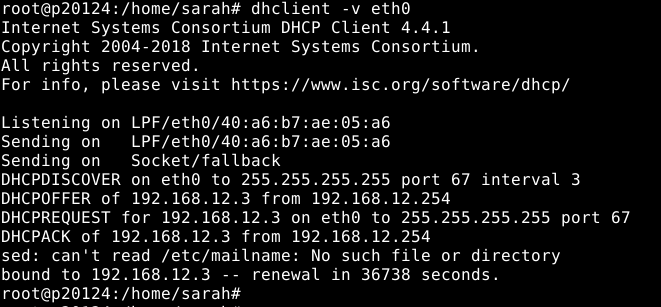 root@p20124:/home/sarah# dhclient -v eth0
Internet Systems Consortium DHCP Client 4.4.1
Copyright 2004-2018 Internet Systems Consortium.
All rights reserved.
For info, please visit https://www.isc.org/software/dhcp/
Listening on LPF/eth0/40:a6:b7:ae:05:a6
Sending on   LPF/eth0/40:a6:b7:ae:05:a6
Sending on   Socket/fallback
DHCPDISCOVER on eth0 to 255.255.255.255 port 67 interval 3
DHCPOFFER of 192.168.12.3 from 192.168.12.254
DHCPREQUEST for 192.168.12.3 on eth0 to 255.255.255.255 port 67
DHCPACK of 192.168.12.3 from 192.168.12.254
sed: can't read /etc/mailname: No such file or directory
bound to 192.168.12.3 -- renewal in 36738 seconds.
root@p20124:/home/sarah#